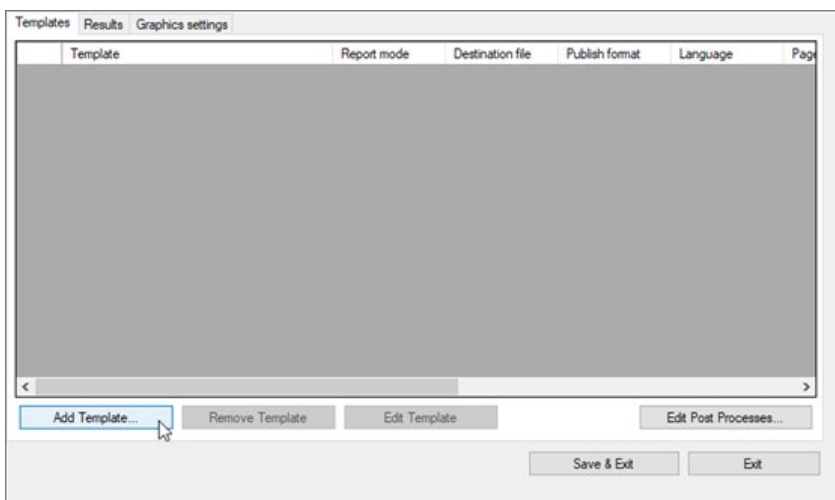 Templates Results Graphics settings
Template Report mode Destination file Publish format Language Page
Add Template... Remove Template Edit Template Edit Post Processes...
Save & Exit Exit